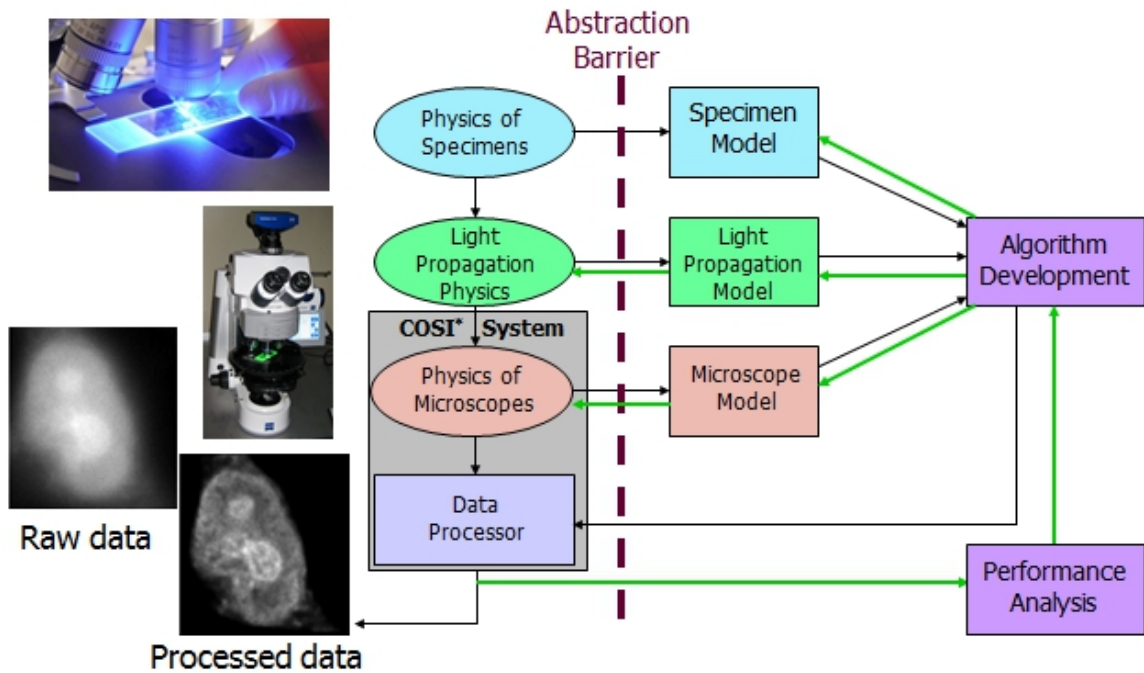 Abstraction
Barrier
Physics of
Specimens
Specimen
Model
Light
Propagation
Physics
Light
Propagation
Model
Algorithm
Development
COSI* System
Physics of
Microscopes
Microscope
Model
Data
Processor
Performance
Analysis
Raw data
Processed data